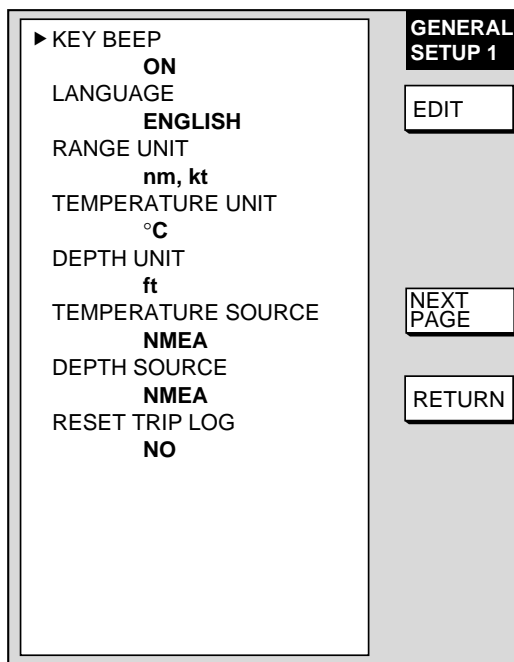 ▶ KEY BEEP
ON
LANGUAGE
ENGLISH
RANGE UNIT
nm, kt
TEMPERATURE UNIT
°C
DEPTH UNIT
ft
TEMPERATURE SOURCE
NMEA
DEPTH SOURCE
NMEA
RESET TRIP LOG
NO
GENERAL
SETUP 1
EDIT
NEXT
PAGE
RETURN